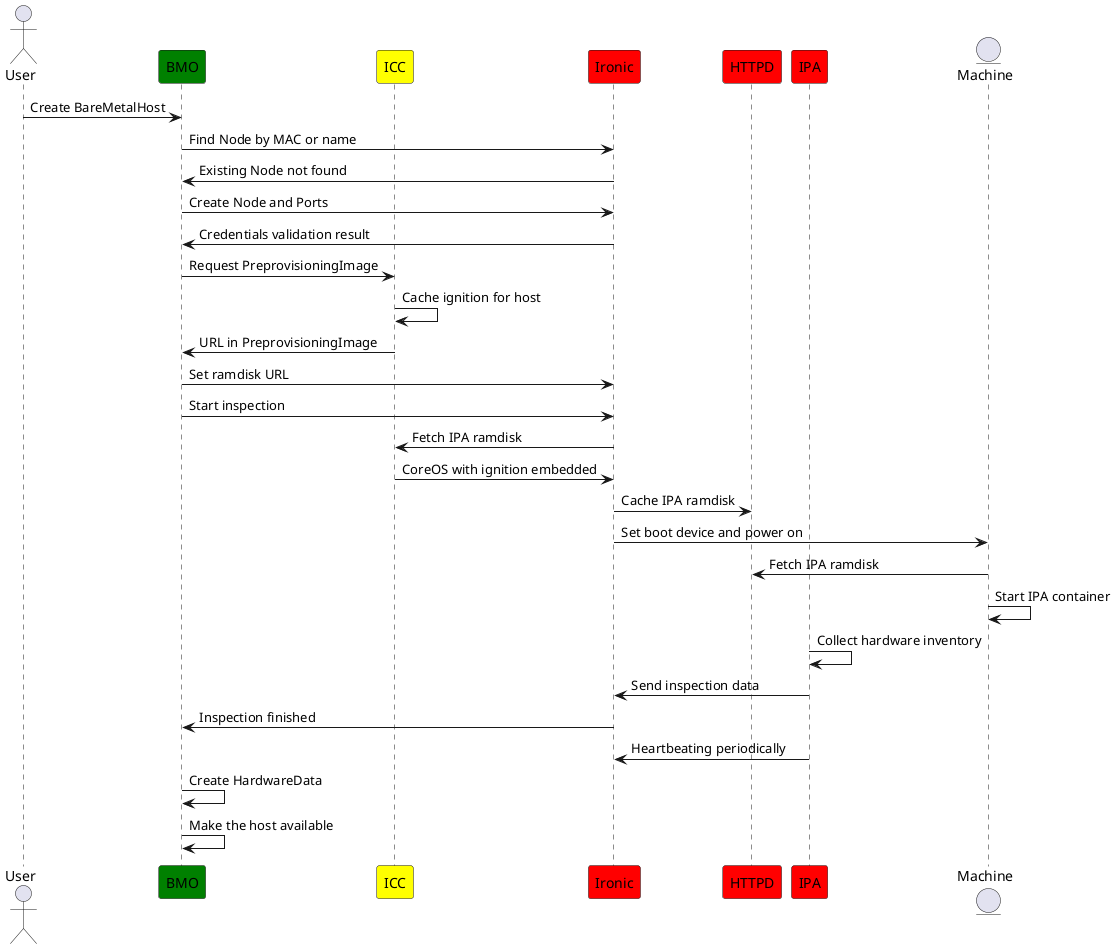 User
BMO
ICC
Ironic
HTTPD
IPA
Machine
Create BareMetalHost
Find Node by MAC or name
Existing Node not found
Create Node and Ports
Credentials validation result
Request PreprovisioningImage
Cache ignition for host
URL in PreprovisioningImage
Set ramdisk URL
Start inspection
Fetch IPA ramdisk
CoreOS with ignition embedded
Cache IPA ramdisk
Set boot device and power on
Fetch IPA ramdisk
Start IPA container
Collect hardware inventory
Send inspection data
Inspection finished
Heartbeating periodically
Create HardwareData
Make the host available
User
BMO
ICC
Ironic
HTTPD
IPA
Machine